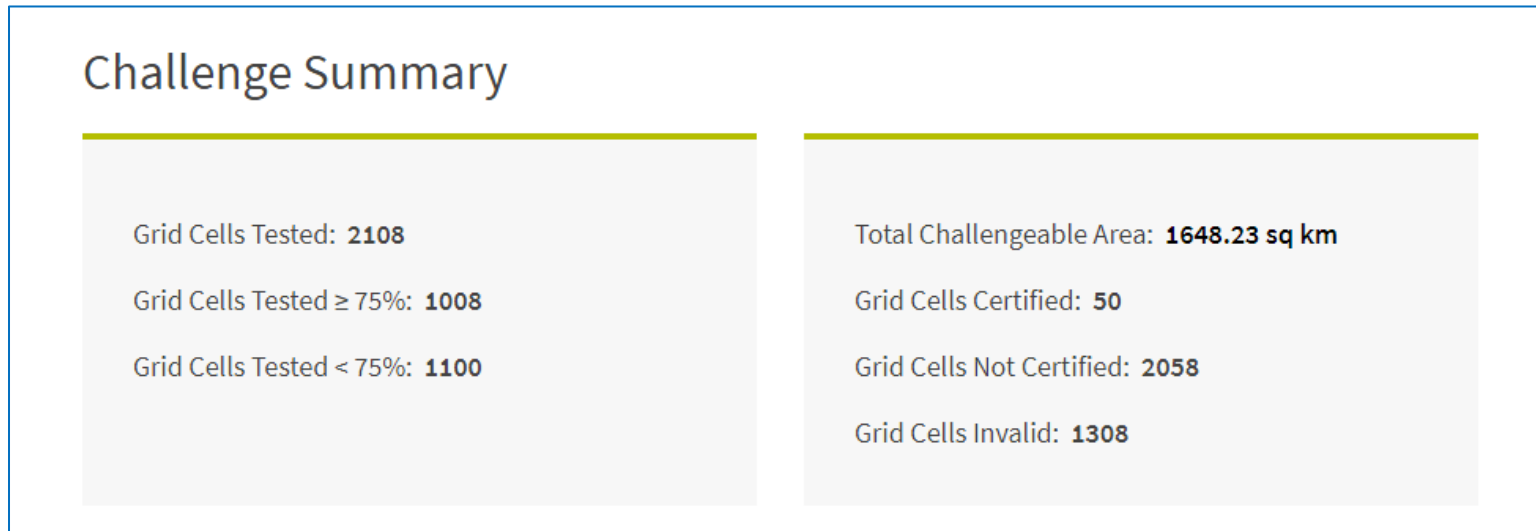 Challenge Summary
Grid Cells Tested: 2108
Grid Cells Tested ≥ 75%: 1008
Grid Cells Tested < 75%: 1100
Total Challengeable Area: 1648.23 sq km
Grid Cells Certified: 50
Grid Cells Not Certified: 2058
Grid Cells Invalid: 1308